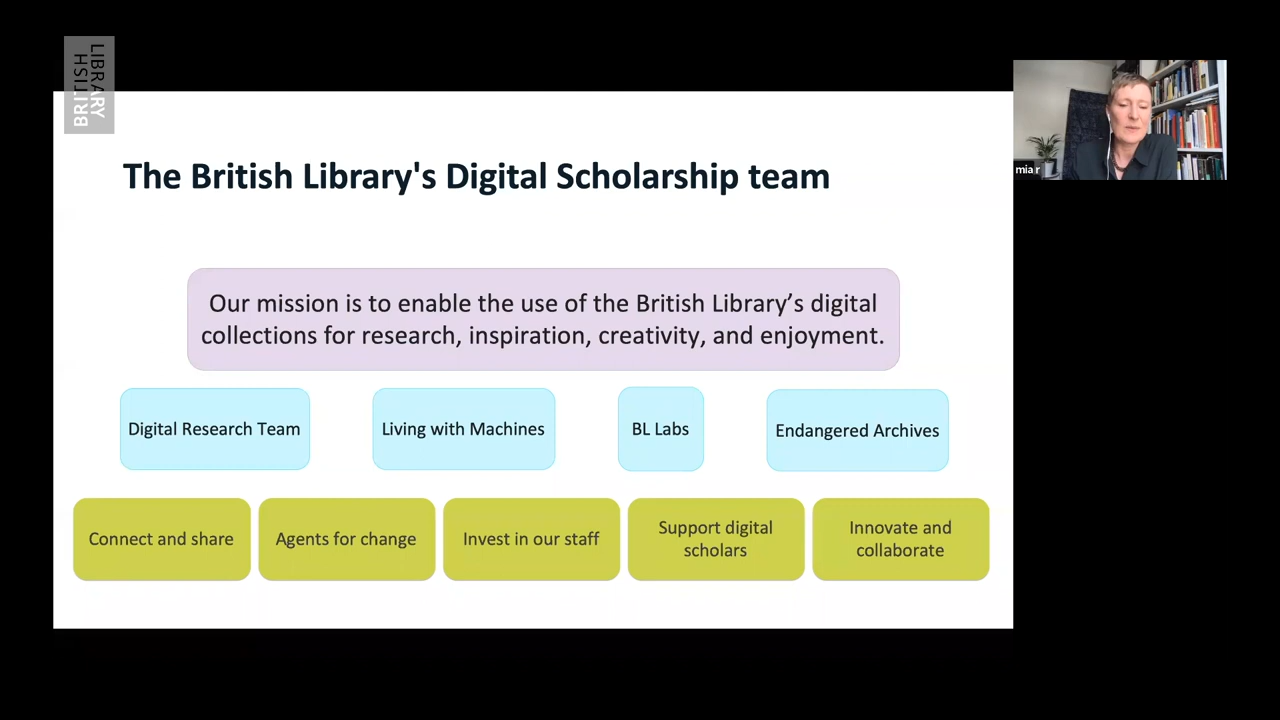 BRITISH
LIBRARY
The British Library's Digital Scholarship team
mia r
Our mission is to enable the use of the British Library’s digital
collections for research, inspiration, creativity, and enjoyment.
Digital Research Team
Living with Machines
BL Labs
Endangered Archives
Connect and share
Agents for change
Invest in our staff
Support digital
scholars
Innovate and
collaborate